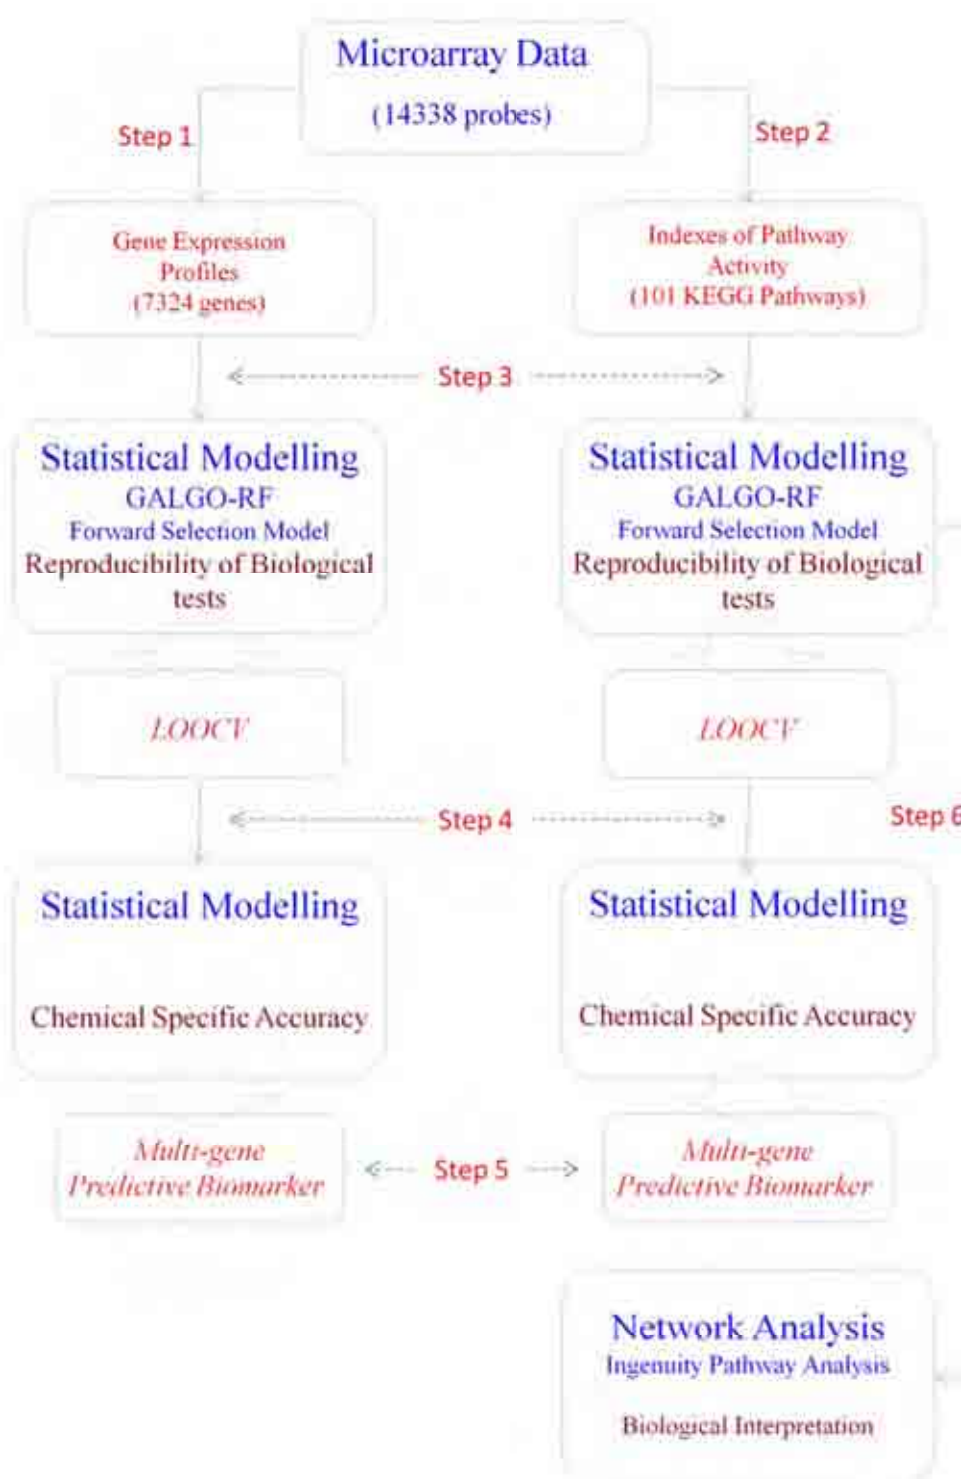 Microarray Data
(14338 probes)
Step 1
Step 2
Gene Expression
Profiles
(7324 genes)
Indexes of Pathway
Activity
(101 KEGG Pathways)
Step 3
Statistical Modelling
GALGO-RF
Forward Selection Model
Reproducibility of Biological
tests
Statistical Modelling
GALGO-RF
Forward Selection Model
Reproducibility of Biological
tests
LOOCV
LOOCV
Step 4
Step 6
Statistical Modelling
Chemical Specific Accuracy
Statistical Modelling
Chemical Specific Accuracy
Multi-gene
Predictive Biomarker
Step 5
Multi-gene
Predictive Biomarker
Network Analysis
Ingenuity Pathway Analysis
Biological Interpretation